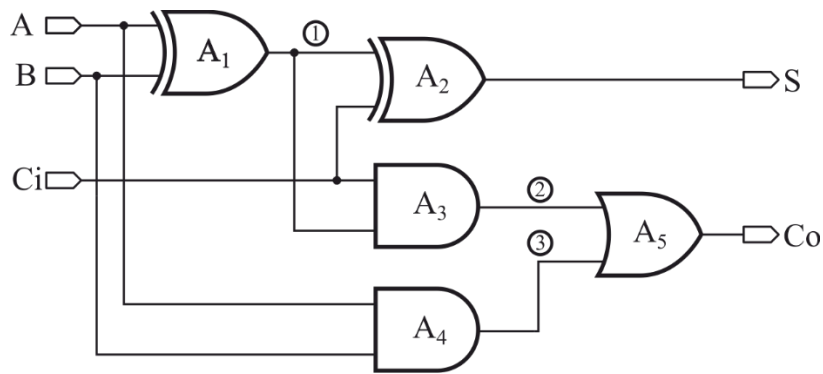 A
A₁
①
B
A₂
S
Ci
A₃
②
A₅
Co
③
A₄